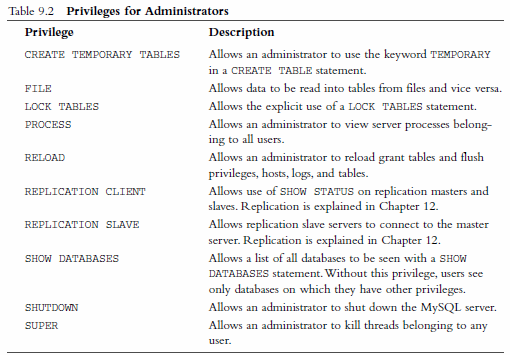 Table 9.2 Privileges for Administrators
Privilege Description
CREATE TEMPORARY TABLES Allows an administrator to use the keyword TEMPORARY
in a CREATE TABLE statement.
FILE Allows data to be read into tables from files and vice versa.
LOCK TABLES Allows the explicit use of a LOCK TABLES statement.
PROCESS Allows an administrator to view server processes belong-
ing to all users.
RELOAD Allows an administrator to reload grant tables and flush
privileges, hosts, logs, and tables.
REPLICATION CLIENT Allows use of SHOW STATUS on replication masters and
slaves. Replication is explained in Chapter 12.
REPLICATION SLAVE Allows replication slave servers to connect to the master
server. Replication is explained in Chapter 12.
SHOW DATABASES Allows a list of all databases to be seen with a SHOW
DATABASES statement. Without this privilege, users see
only databases on which they have other privileges.
SHUTDOWN Allows an administrator to shut down the MySQL server.
SUPER Allows an administrator to kill threads belonging to any
user.